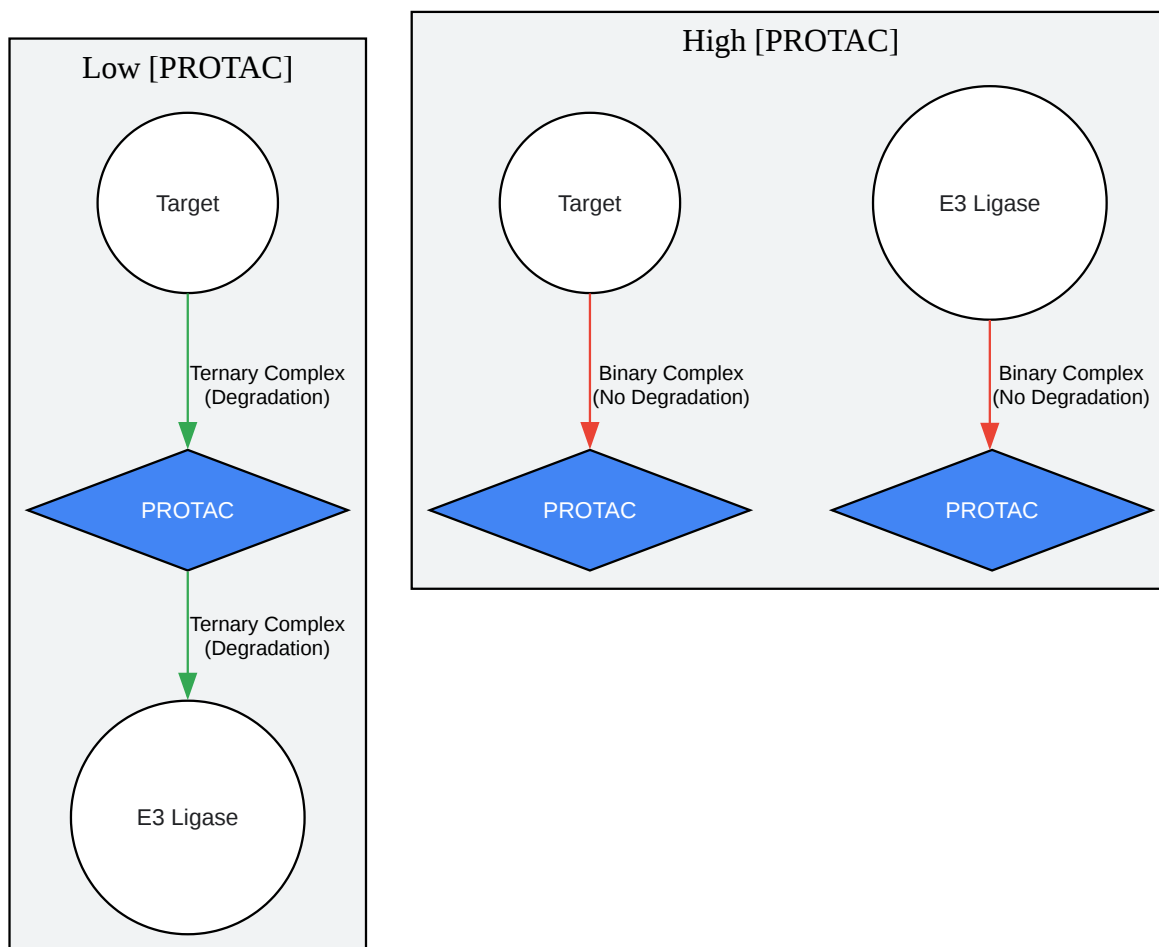 Low [PROTAC]
Target
Ternary Complex
(Degradation)
PROTAC
Ternary Complex
(Degradation)
E3 Ligase
High [PROTAC]
Target
Binary Complex
(No Degradation)
PROTAC
E3 Ligase
Binary Complex
(No Degradation)
PROTAC